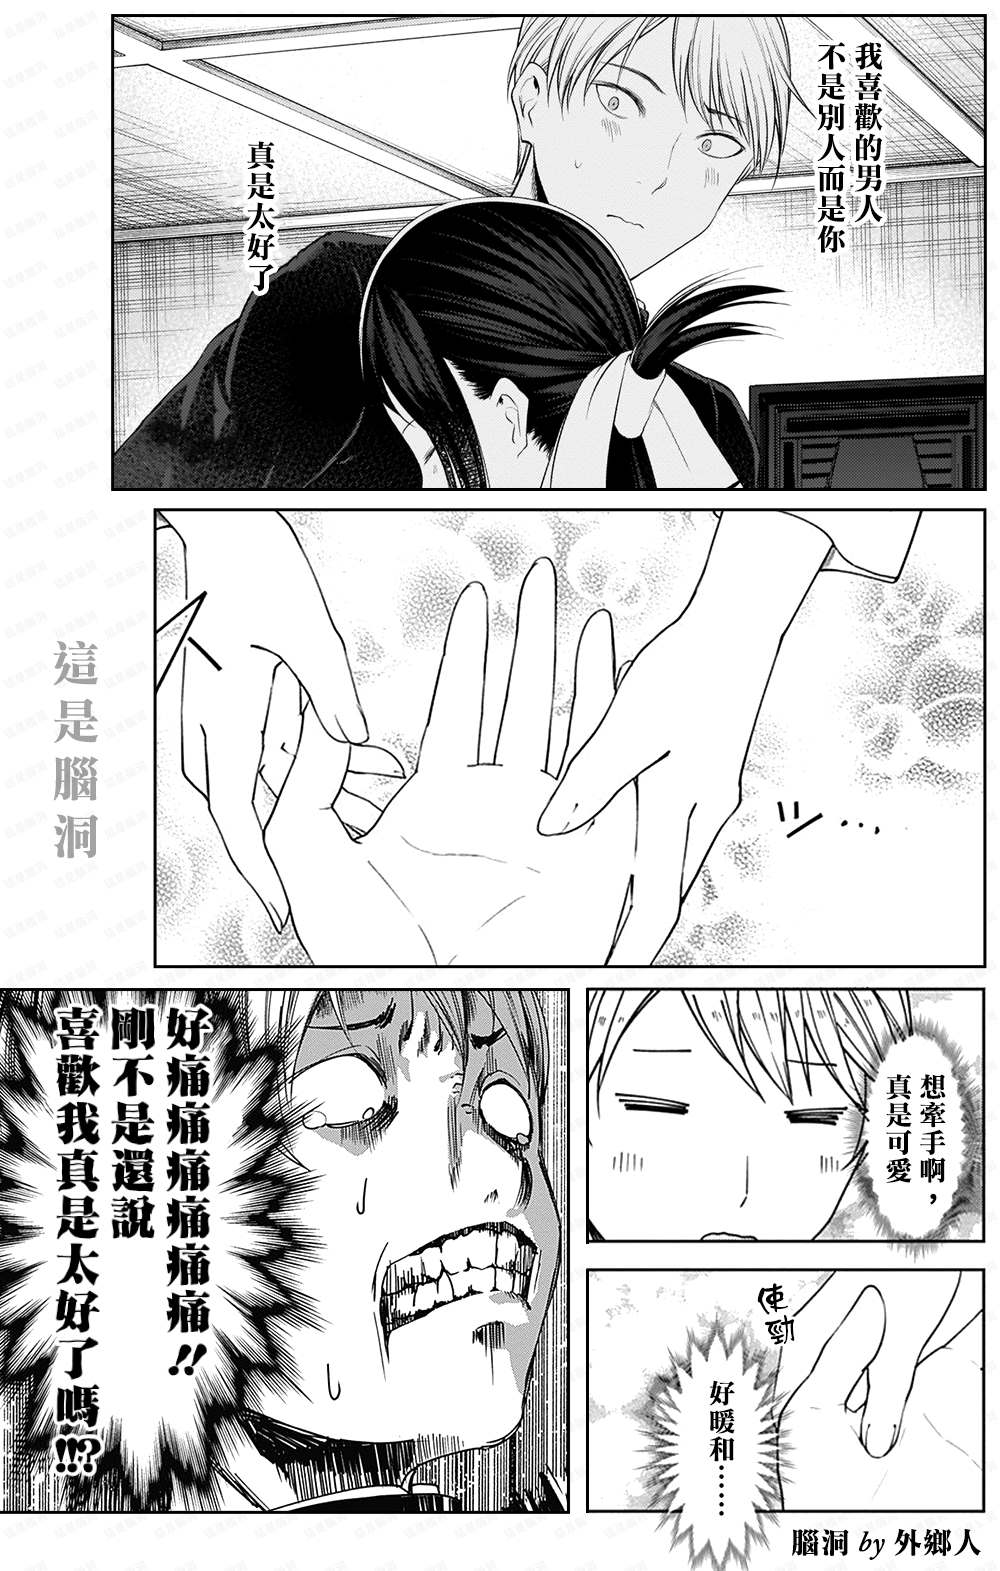 我喜歡的男人
不是別人而是你
真是太好了
這是腦洞
想牽手啊，
真是可愛
使勁
好暖和……
好痛痛痛痛痛痛!!
剛不是還說
喜歡我真是太好了嗎!!?
腦洞 by 外鄉人